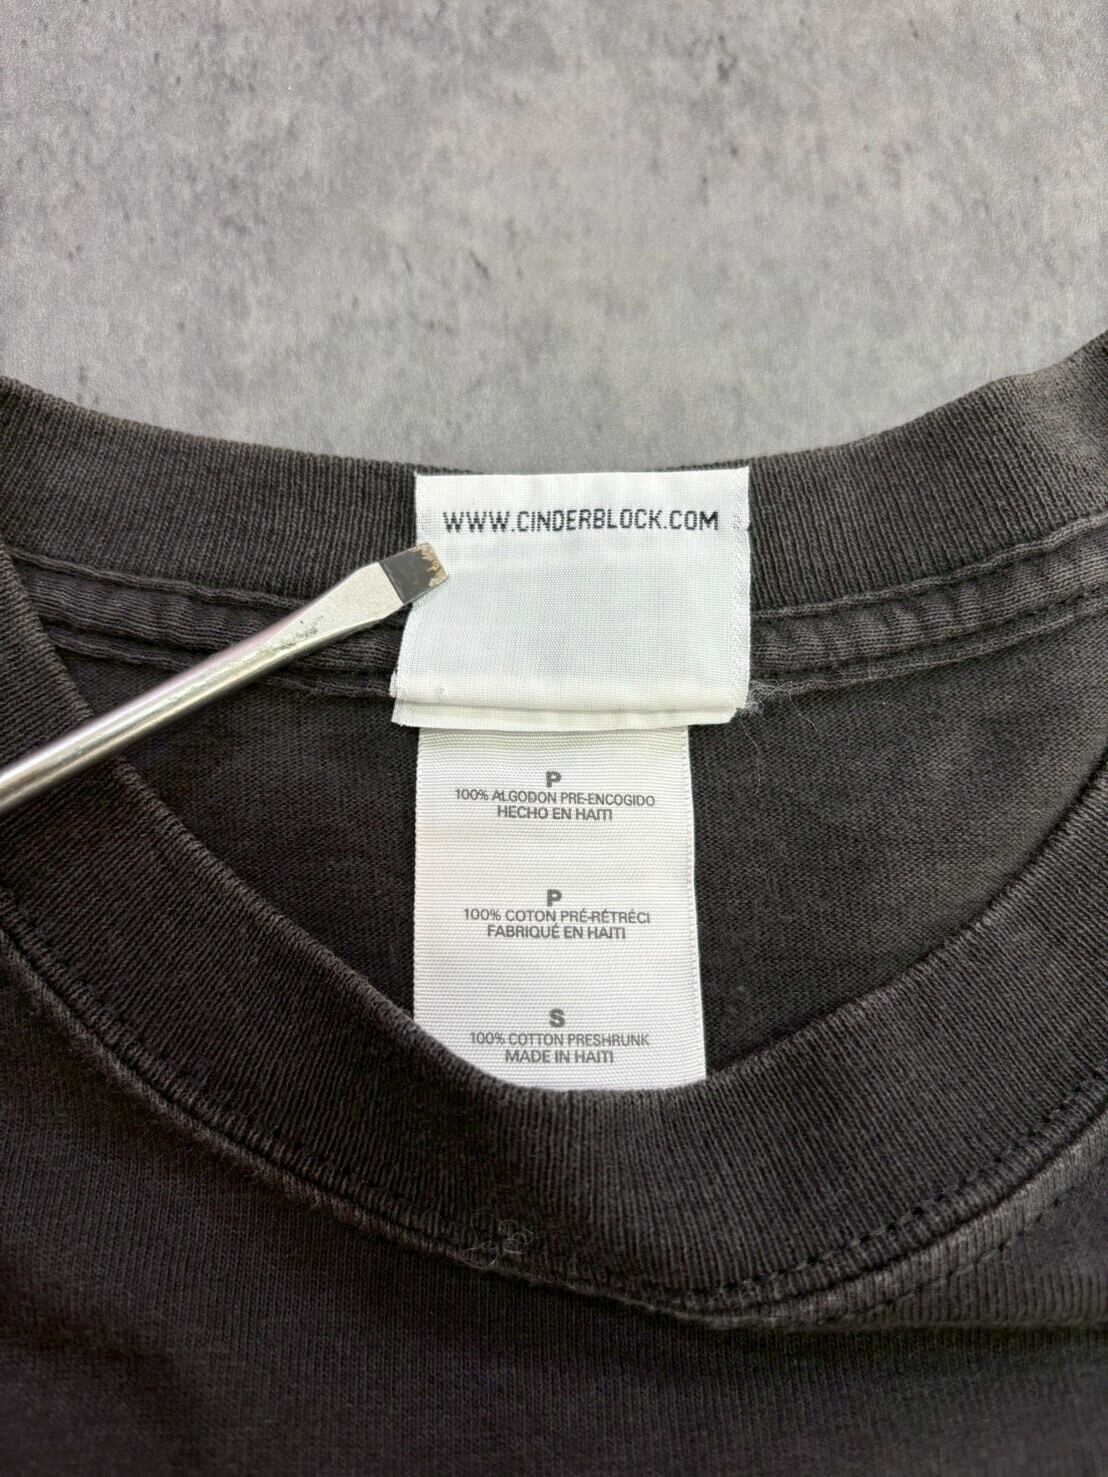 WWW.CINDERBLOCK.COM
P
100% ALGODON PRE-ENCOGIDO
HECHO EN HAITI
P
100% COTON PRÉ-RÉTRÉCI
FABRIQUÉ EN HAITI
S
100% COTTON PRESHRUNK
MADE IN HAITI